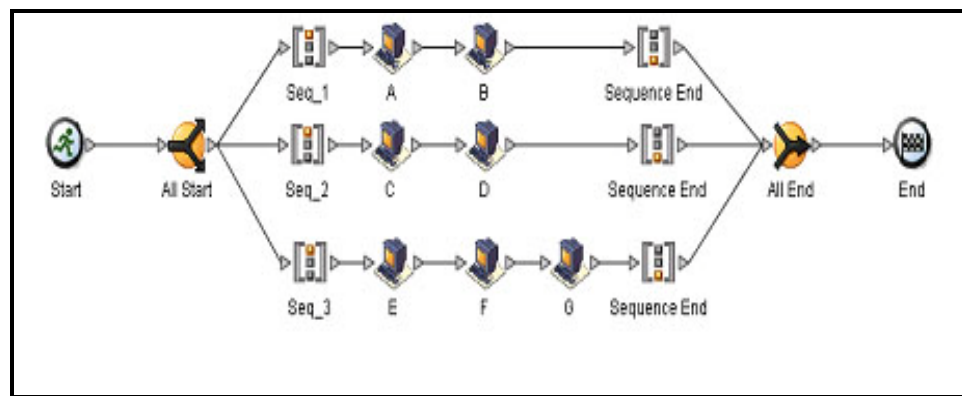 Seq_1 A B Sequence End
Start All Start Seq_2 C D Sequence End All End End
Seq_3 E F G Sequence End